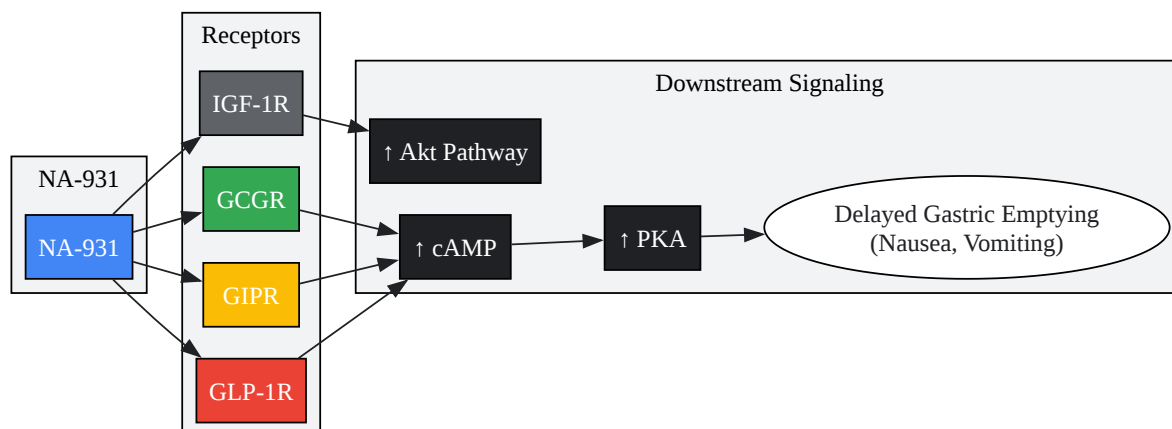 Receptors
IGF-1R
GCGR
GIPR
GLP-1R
NA-931
NA-931
Downstream Signaling
↑ Akt Pathway
↑ cAMP
↑ PKA
Delayed Gastric Emptying
(Nausea, Vomiting)